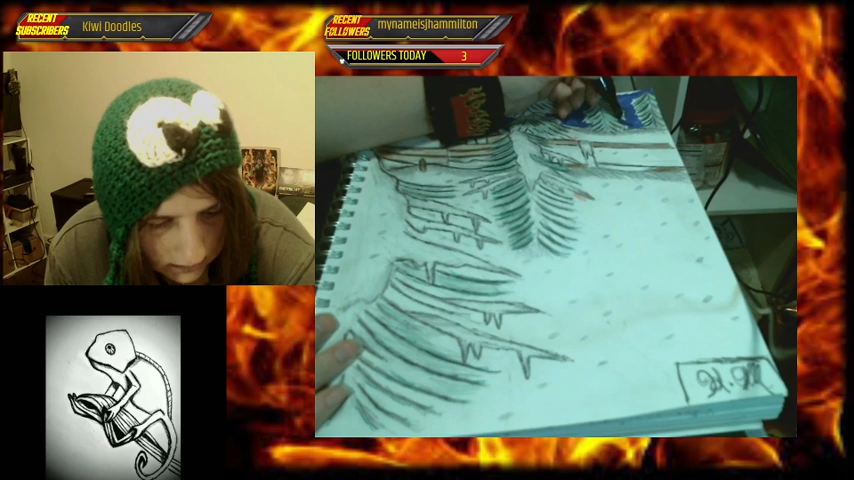 RECENT
SUBSCRIBERS
Kiwi Doodles
RECENT
FOLLOWERS
mynameisjhammilton
FOLLOWERS TODAY
3